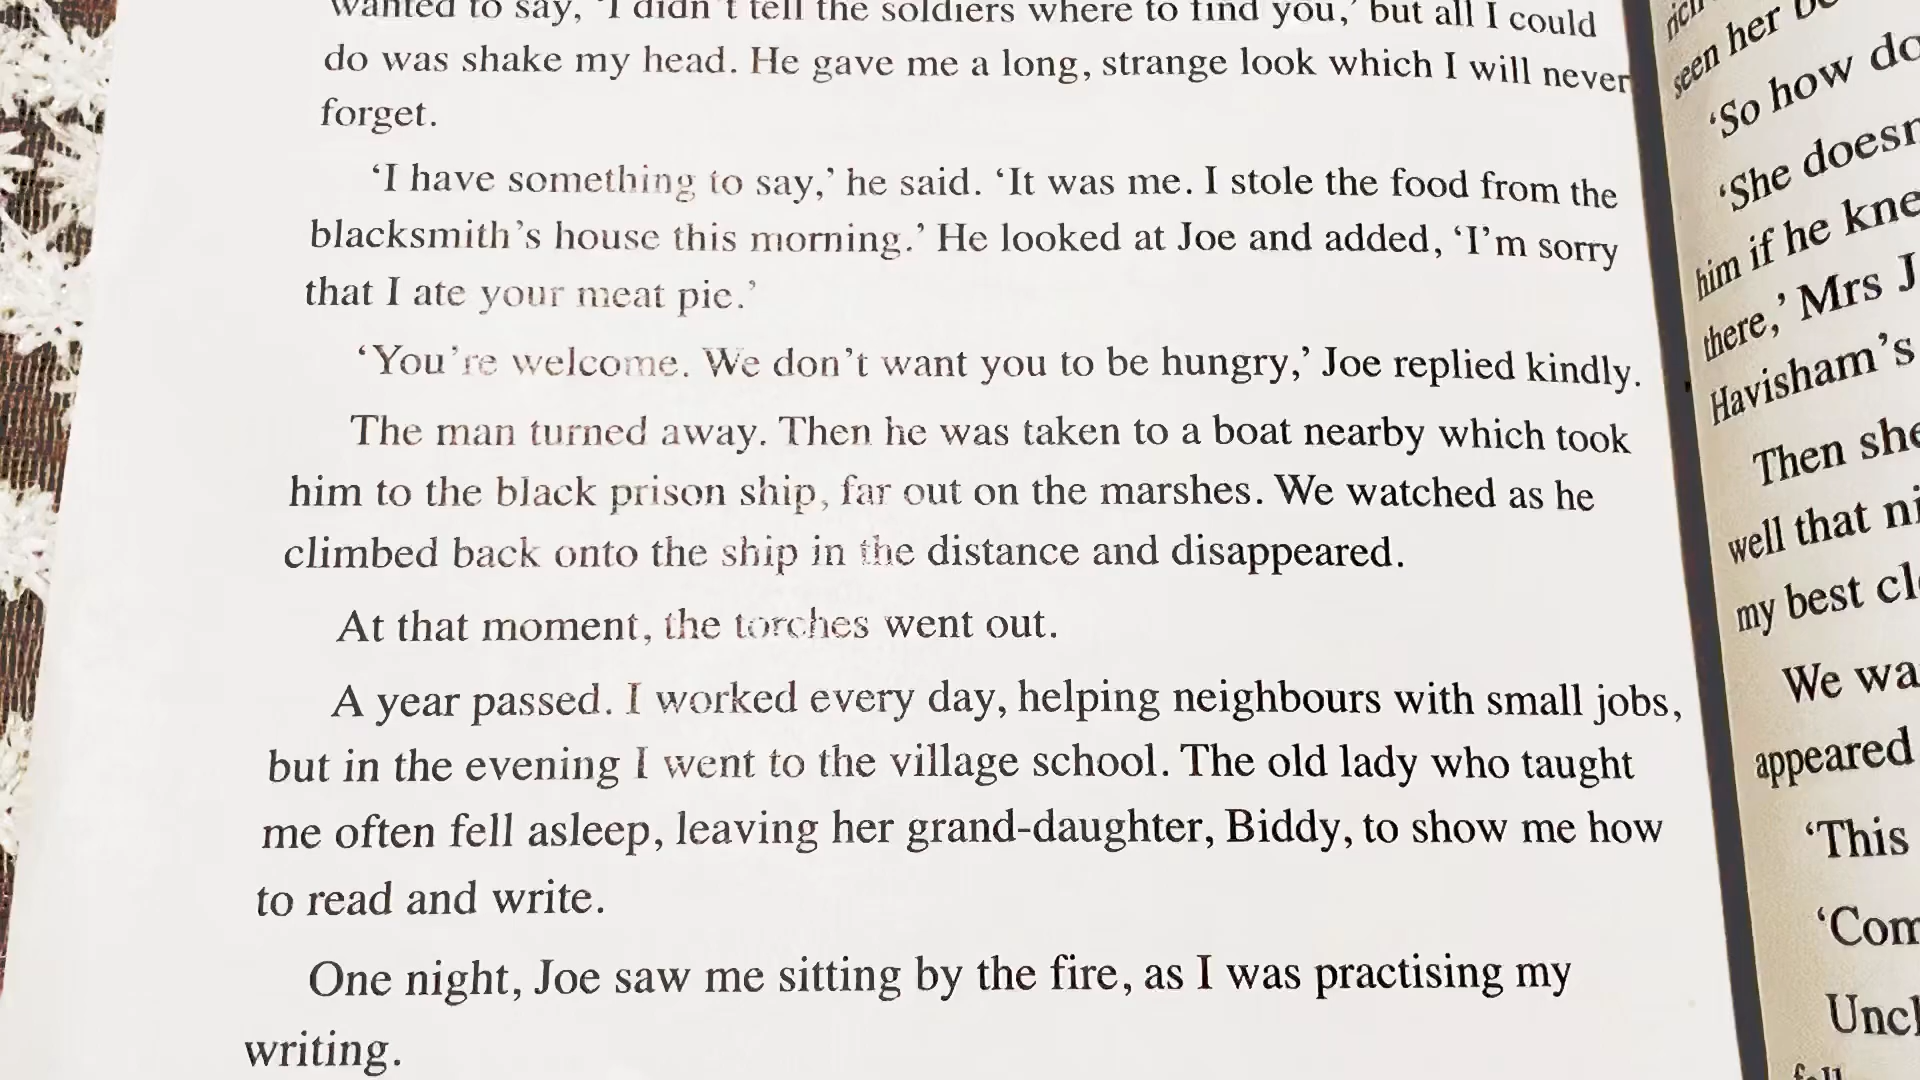 wanted to say, 'I didn't tell the soldiers where to find you,' but all I could
do was shake my head. He gave me a long, strange look which I will never
forget.
'I have something to say,' he said. 'It was me. I stole the food from the
blacksmith's house this morning.' He looked at Joe and added, 'I'm sorry
that I ate your meat pie.'
'You're welcome. We don't want you to be hungry,' Joe replied kindly.
The man turned away. Then he was taken to a boat nearby which took
him to the black prison ship, far out on the marshes. We watched as he
climbed back onto the ship in the distance and disappeared.
At that moment, the torches went out.
A year passed. I worked every day, helping neighbours with small jobs,
but in the evening I went to the village school. The old lady who taught
me often fell asleep, leaving her grand-daughter, Biddy, to show me how
to read and write.
One night, Joe saw me sitting by the fire, as I was practising my
writing.
seen her
'So how
'She
him if he
there,' Mrs
Havisham's
Then she
well that
my best
We
appeared
'This